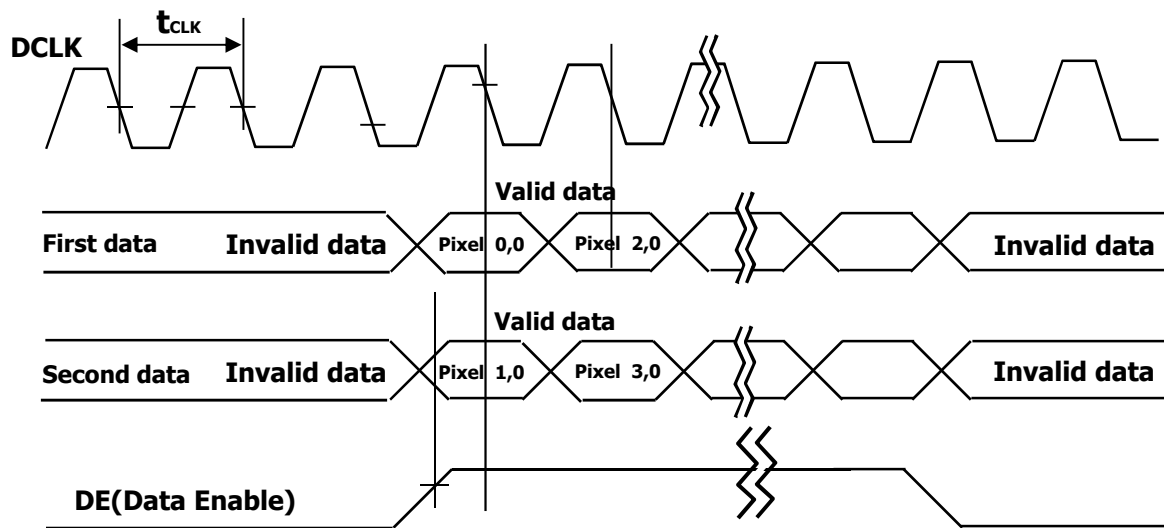 tCLK
DCLK
Valid data
First data Invalid data Pixel 0,0 Pixel 2,0 Invalid data
Valid data
Second data Invalid data Pixel 1,0 Pixel 3,0 Invalid data
DE(Data Enable)